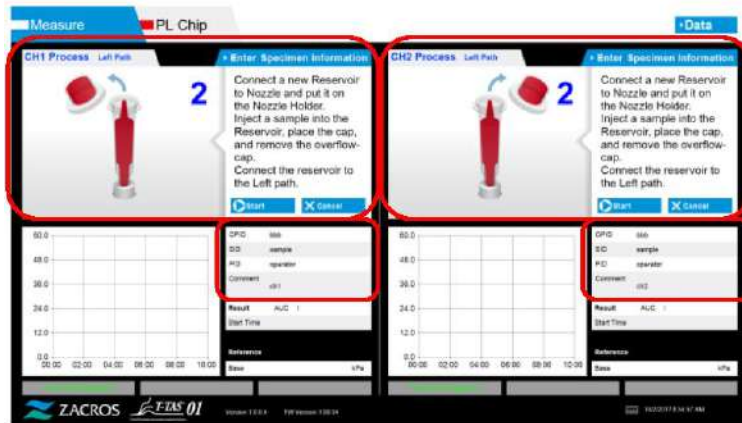 Measure
PL Chip
Data
CH1 Process Left Path
Enter Specimen Information
2
Connect a new Reservoir
to Nozzle and put it on
the Nozzle Holder.
Inject a sample into the
Reservoir, place the cap,
and remove the overflow-
cap.
Connect the reservoir to
the Left path.
Start
Cancel
60.0
48.0
36.0
24.0
12.0
0.0
00:00 02:00 04:00 06:00 08:00 10:00
OPID
SID sample
PID operator
Comment
ch1
Result AUC :
Start Time
Reference
Base kPa
CH2 Process Left Path
Enter Specimen Information
2
Connect a new Reservoir
to Nozzle and put it on
the Nozzle Holder.
Inject a sample into the
Reservoir, place the cap,
and remove the overflow-
cap.
Connect the reservoir to
the Left path.
Start
Cancel
60.0
48.0
36.0
24.0
12.0
0.0
00:00 02:00 04:00 06:00 08:00 10:00
OPID
SID sample
PID operator
Comment
ch2
Result AUC :
Start Time
Reference
Base kPa
ZACROS T-TAS 01